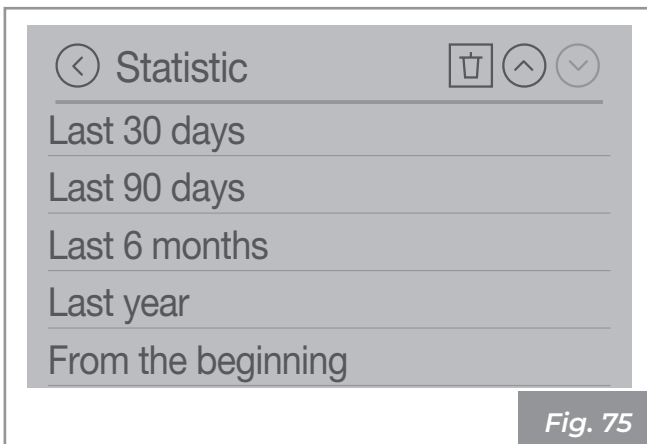 Statistic
Last 30 days
Last 90 days
Last 6 months
Last year
From the beginning
Fig. 75